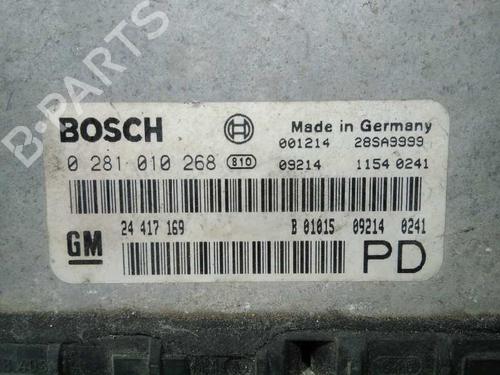 B-PARTS
BOSCH
Made in Germany
001214 28SA9999
0 281 010 268 810 09214 1154 0241
GM
24 417 169 B 01015 09214 0241
PD